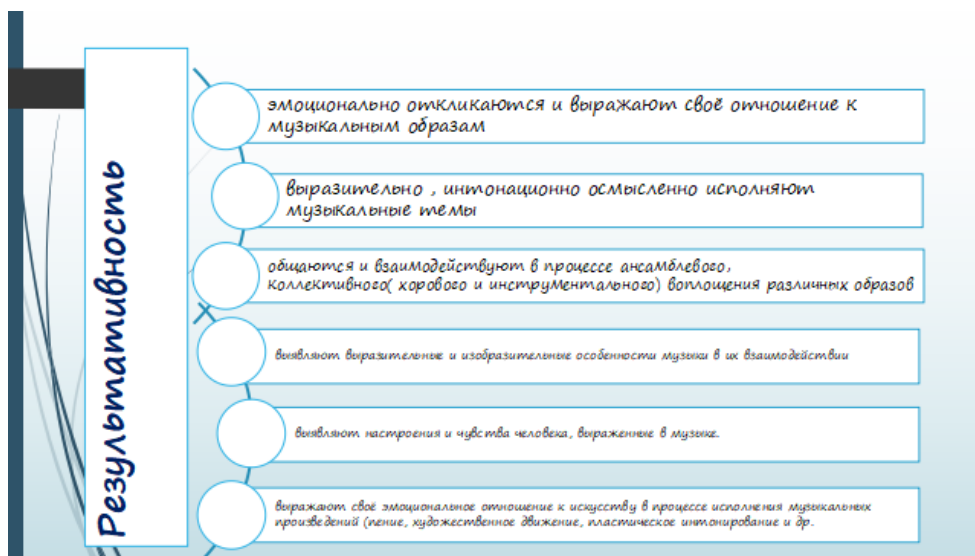 Результативность
эмоционально откликаются и выражают своё отношение к
музыкальным образам
выразительно , интонационно осмысленно исполняют
музыкальные темы
общаются и взаимодействуют в процессе ансамблевого,
коллективного( хорового и инструментального) воплощения различных образов
выявляют выразительные и изобразительные особенности музыки в их взаимодействии
выявляют настроения и чувства человека, выраженные в музыке.
выражают своё эмоциональное отношение к искусству в процессе исполнения музыкальных
произведений (пение, художественное движение, пластическое интонирование и др.